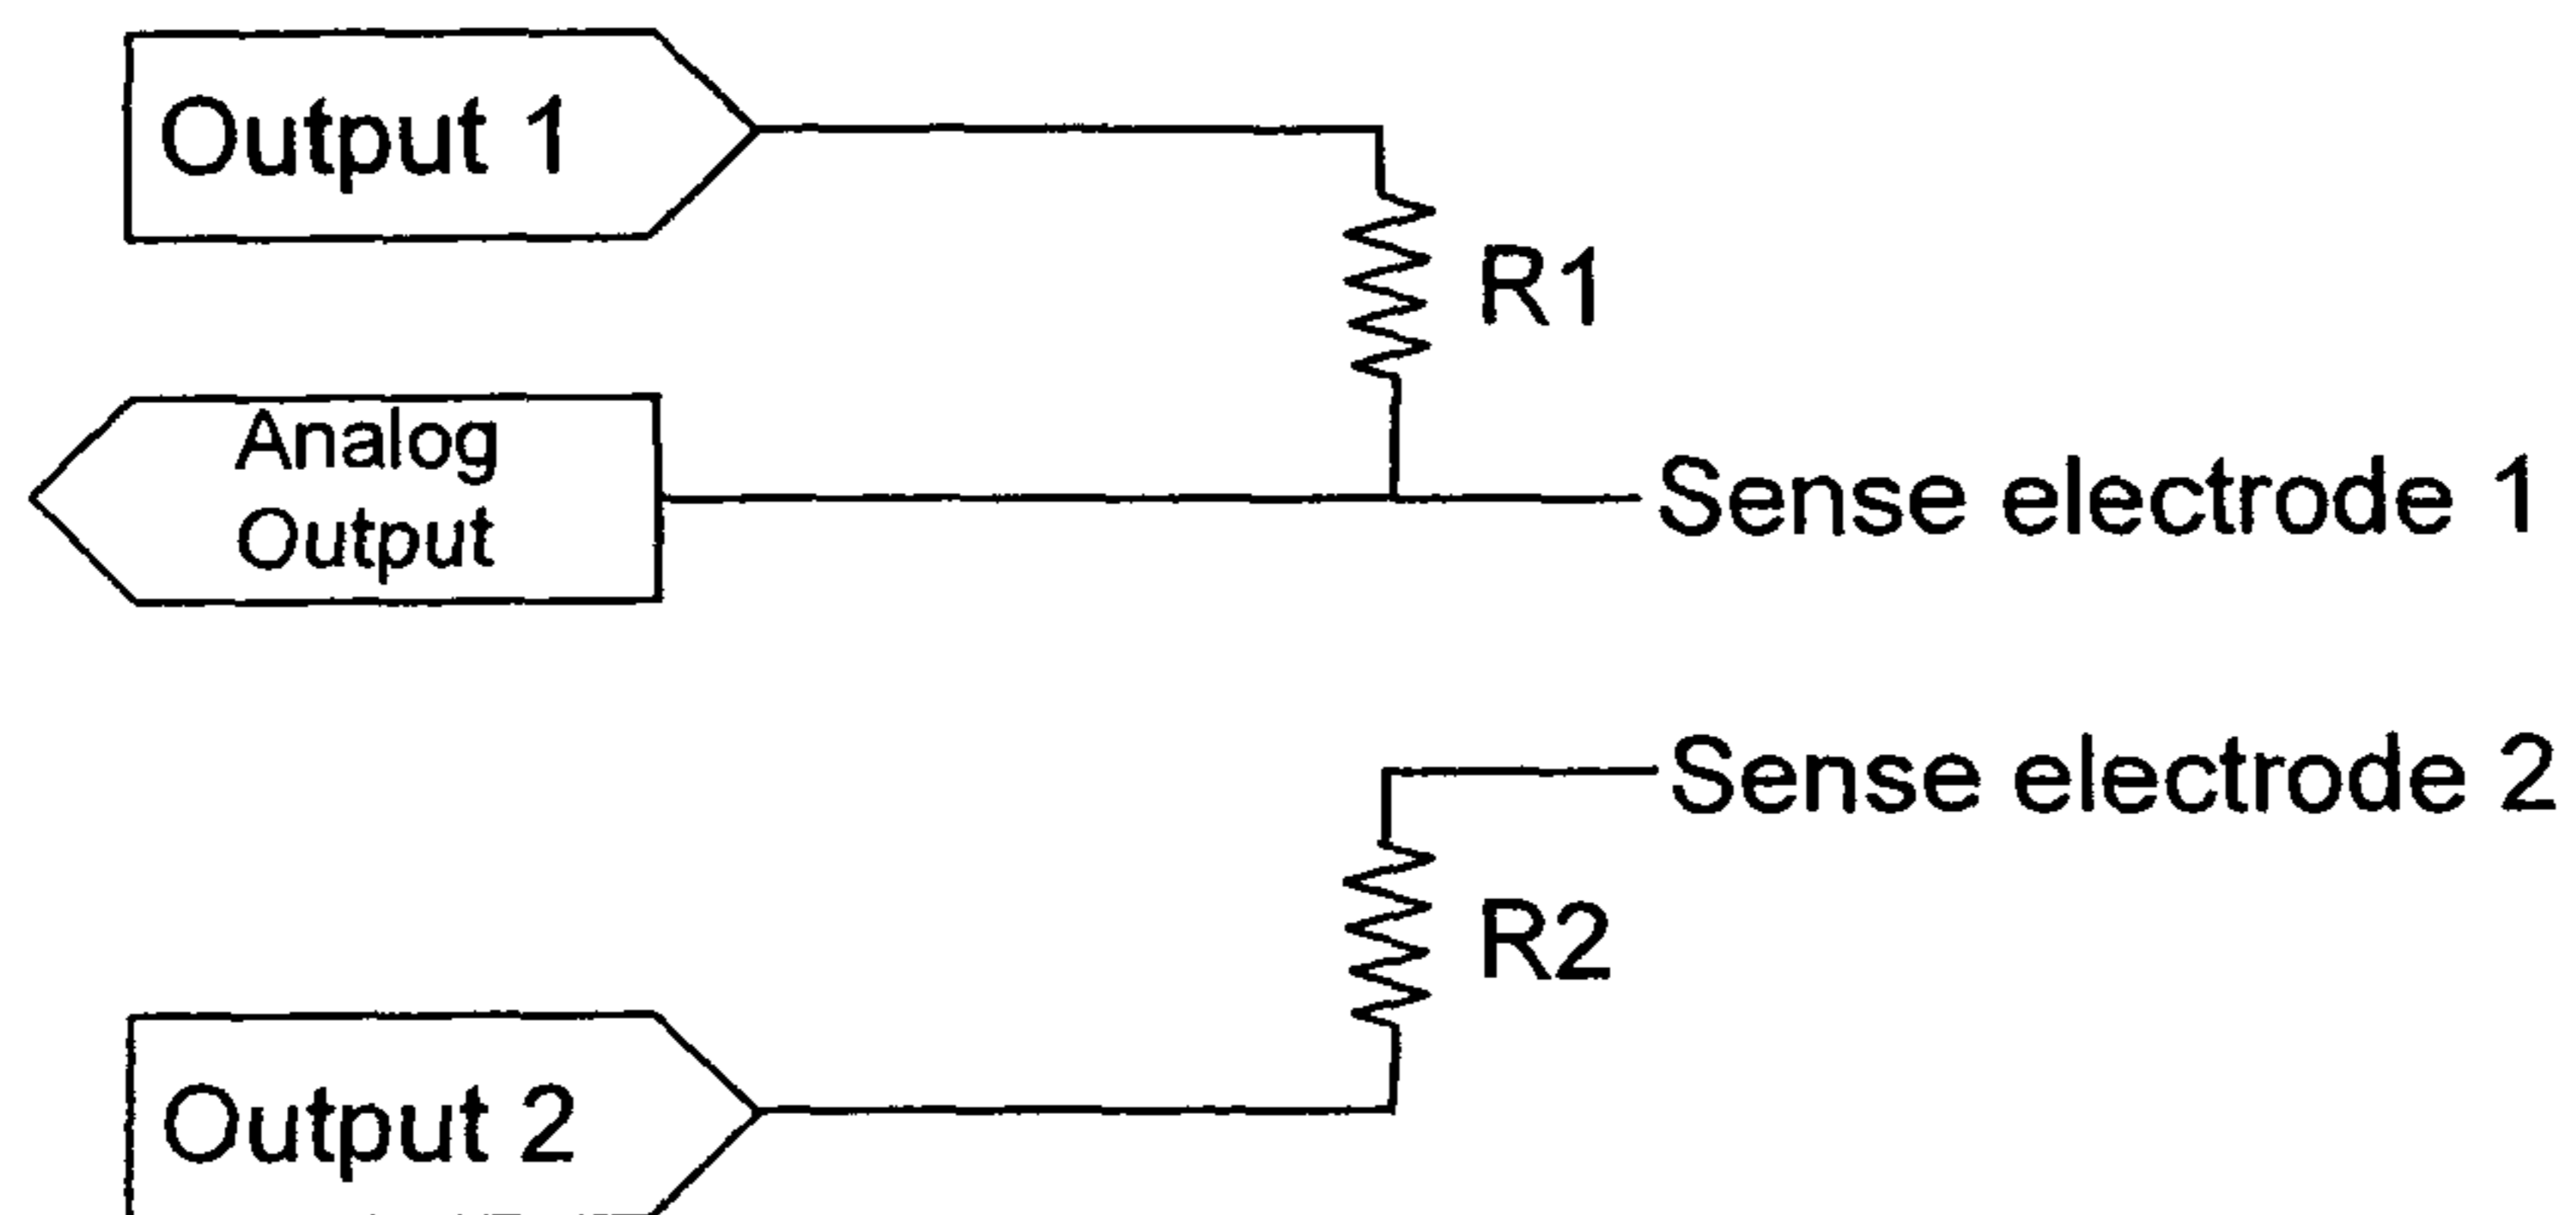 Output 1
R1
Analog
Output
Sense electrode 1
Sense electrode 2
R2
Output 2